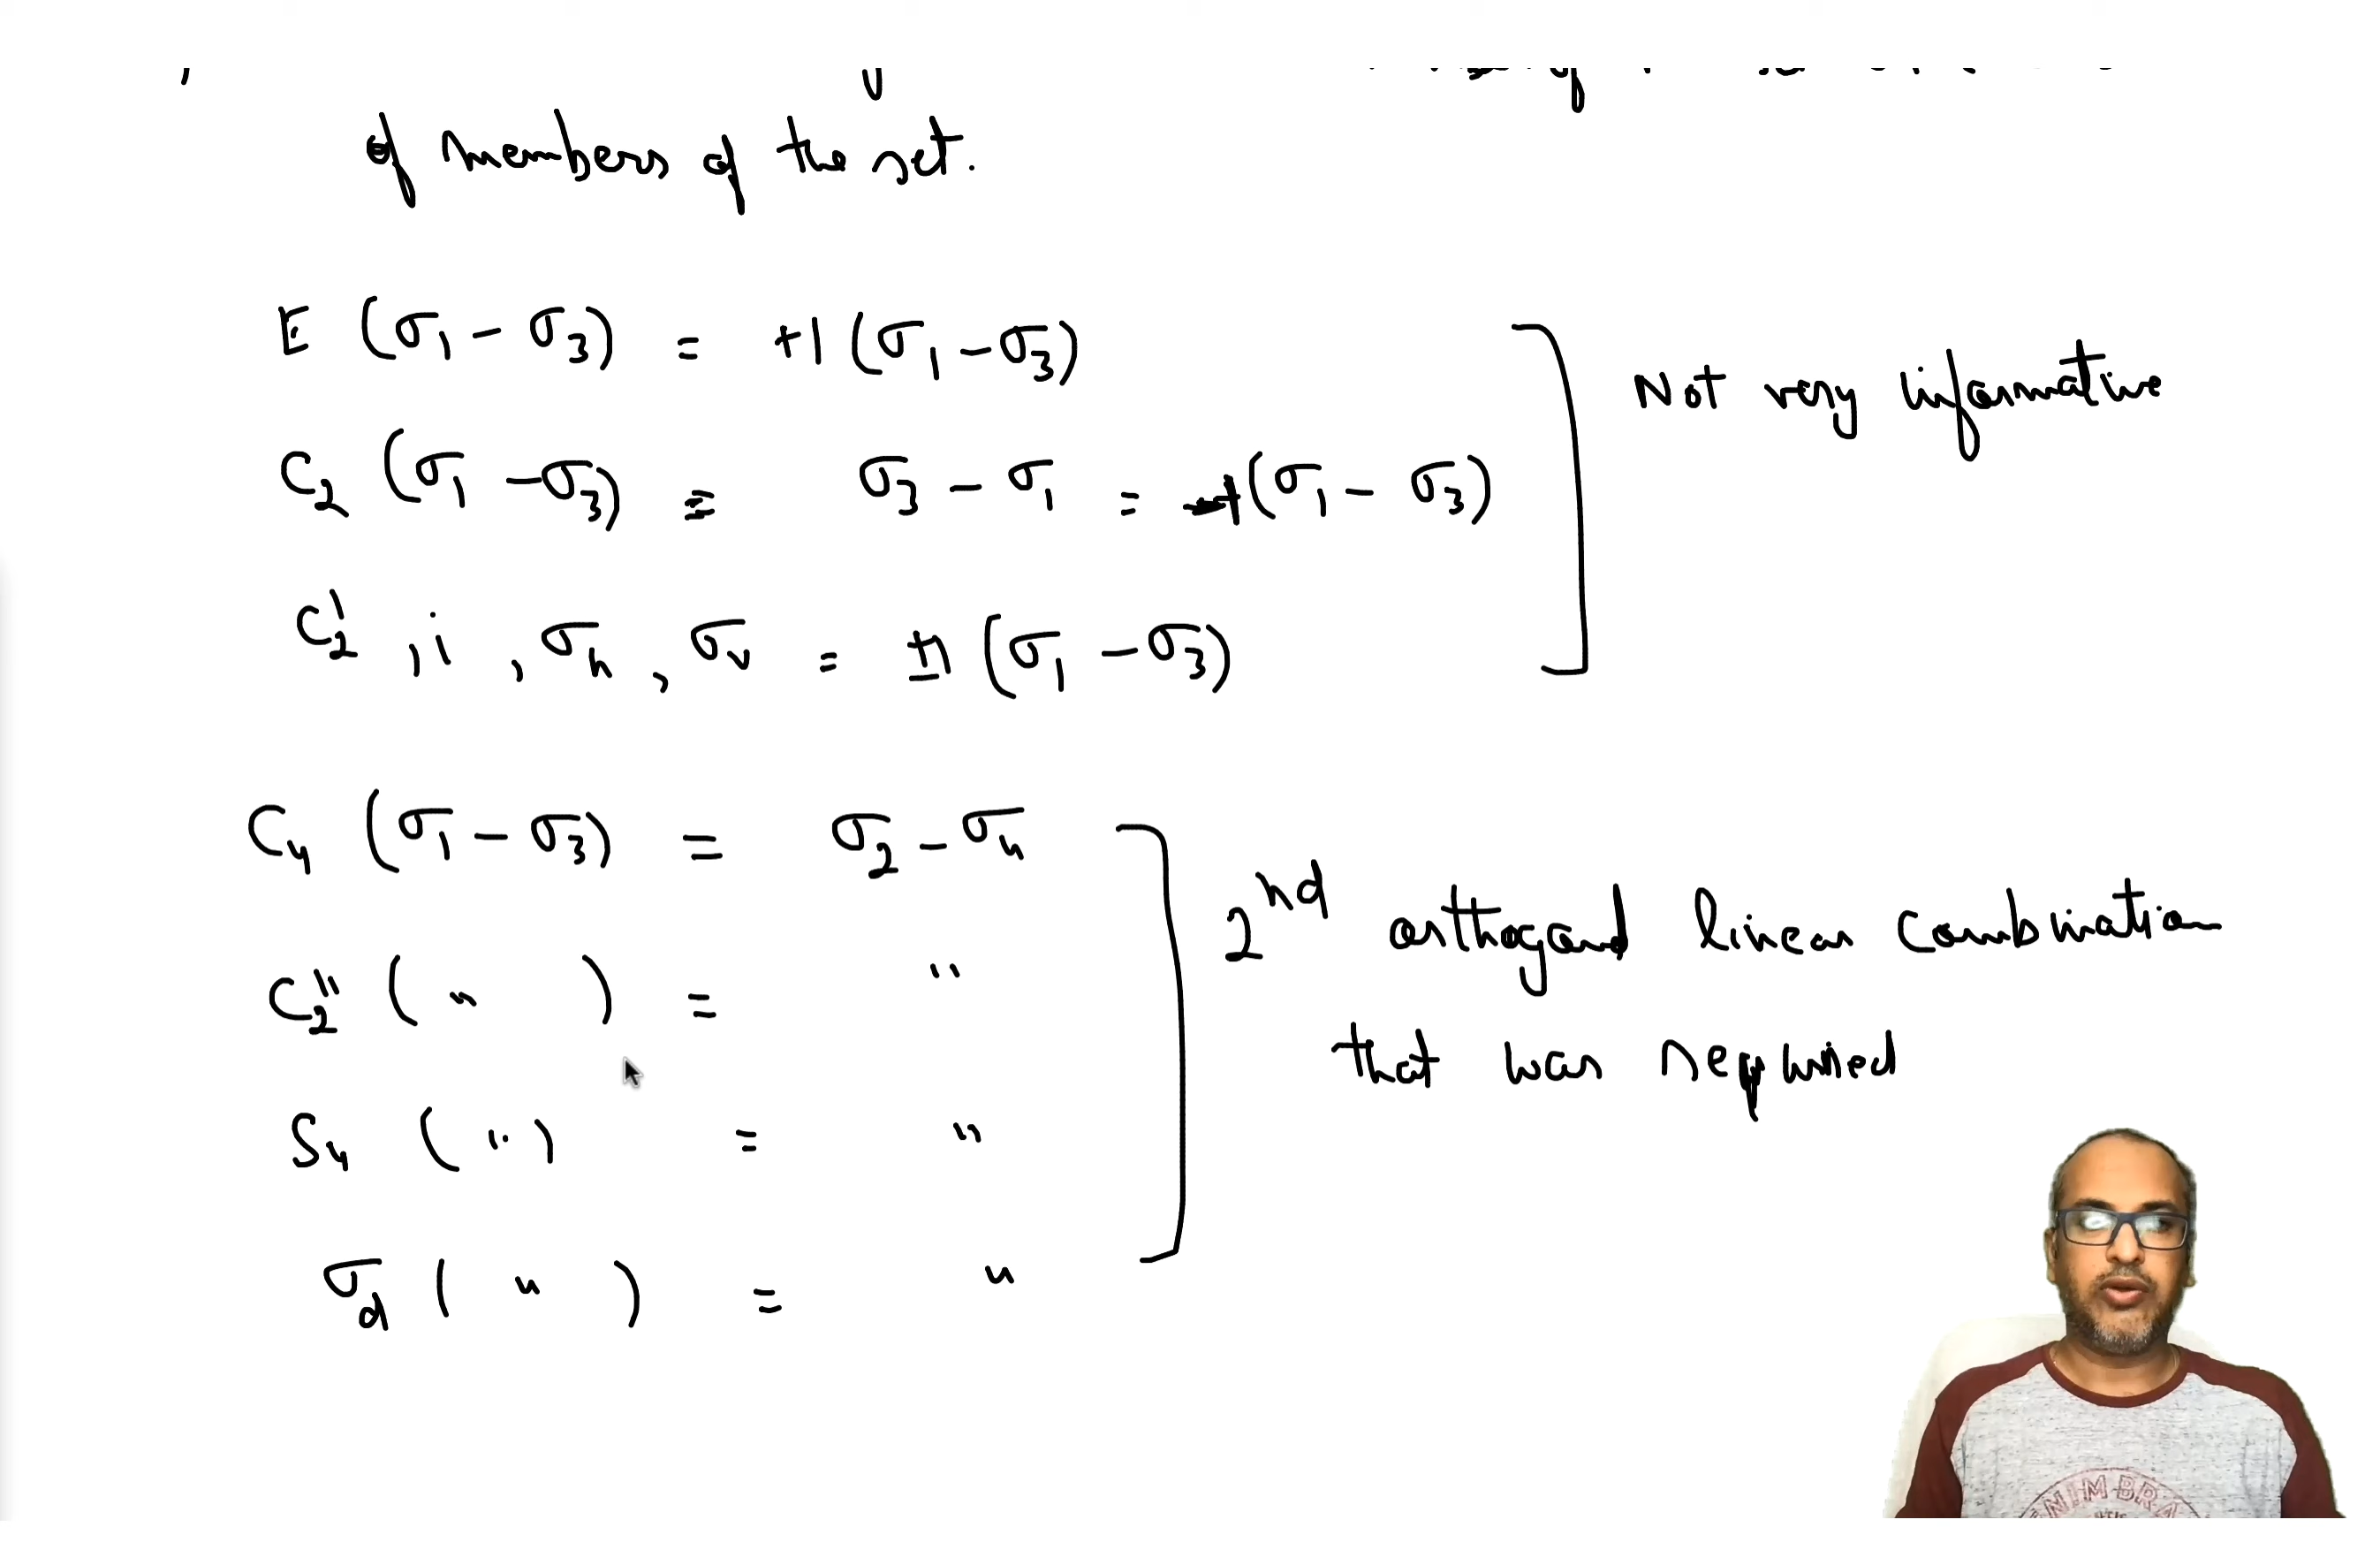 of members of the set.
E (σ₁ - σ₃) = +1 (σ₁ - σ₃)
Not very informative
C₂ (σ₁ - σ₃) = σ₃ - σ₁ = -1 (σ₁ - σ₃)
C₂' , i , σₕ , σᵥ = ±1 (σ₁ - σ₃)
C₄ (σ₁ - σ₃) = σ₂ - σ₄
2nd orthogonal linear combination
C₂" ( " ) = "
that was required
S₄ ( " ) = "
σd ( " ) = "